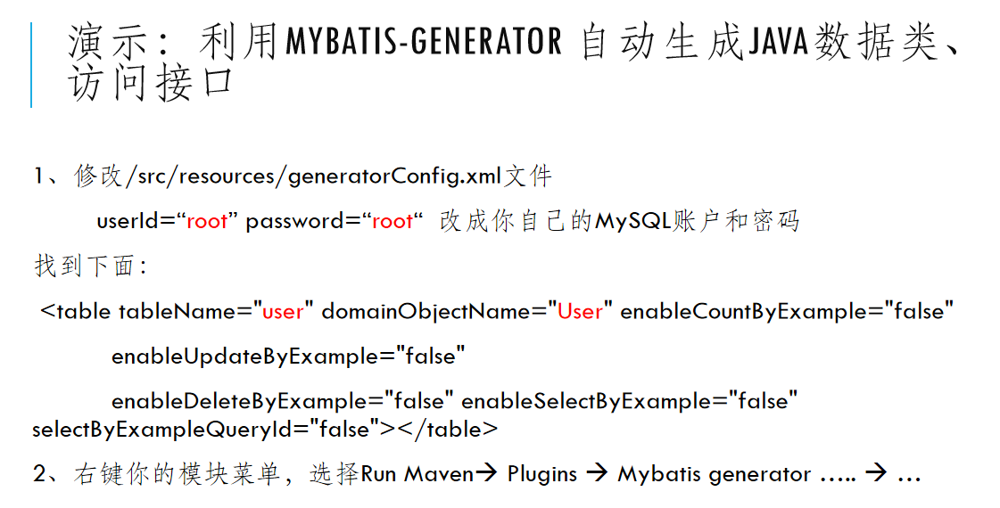 演示：利用MYBATIS-GENERATOR 自动生成JAVA数据类、
访问接口
1、修改/src/resources/generatorConfig.xml文件
userId=“root” password=“root“ 改成你自己的MySQL账户和密码
找到下面：
<table tableName="user" domainObjectName="User" enableCountByExample="false"
enableUpdateByExample="false"
enableDeleteByExample="false" enableSelectByExample="false"
selectByExampleQueryId="false"></table>
2、右键你的模块菜单，选择Run Maven→ Plugins → Mybatis generator ….. → …